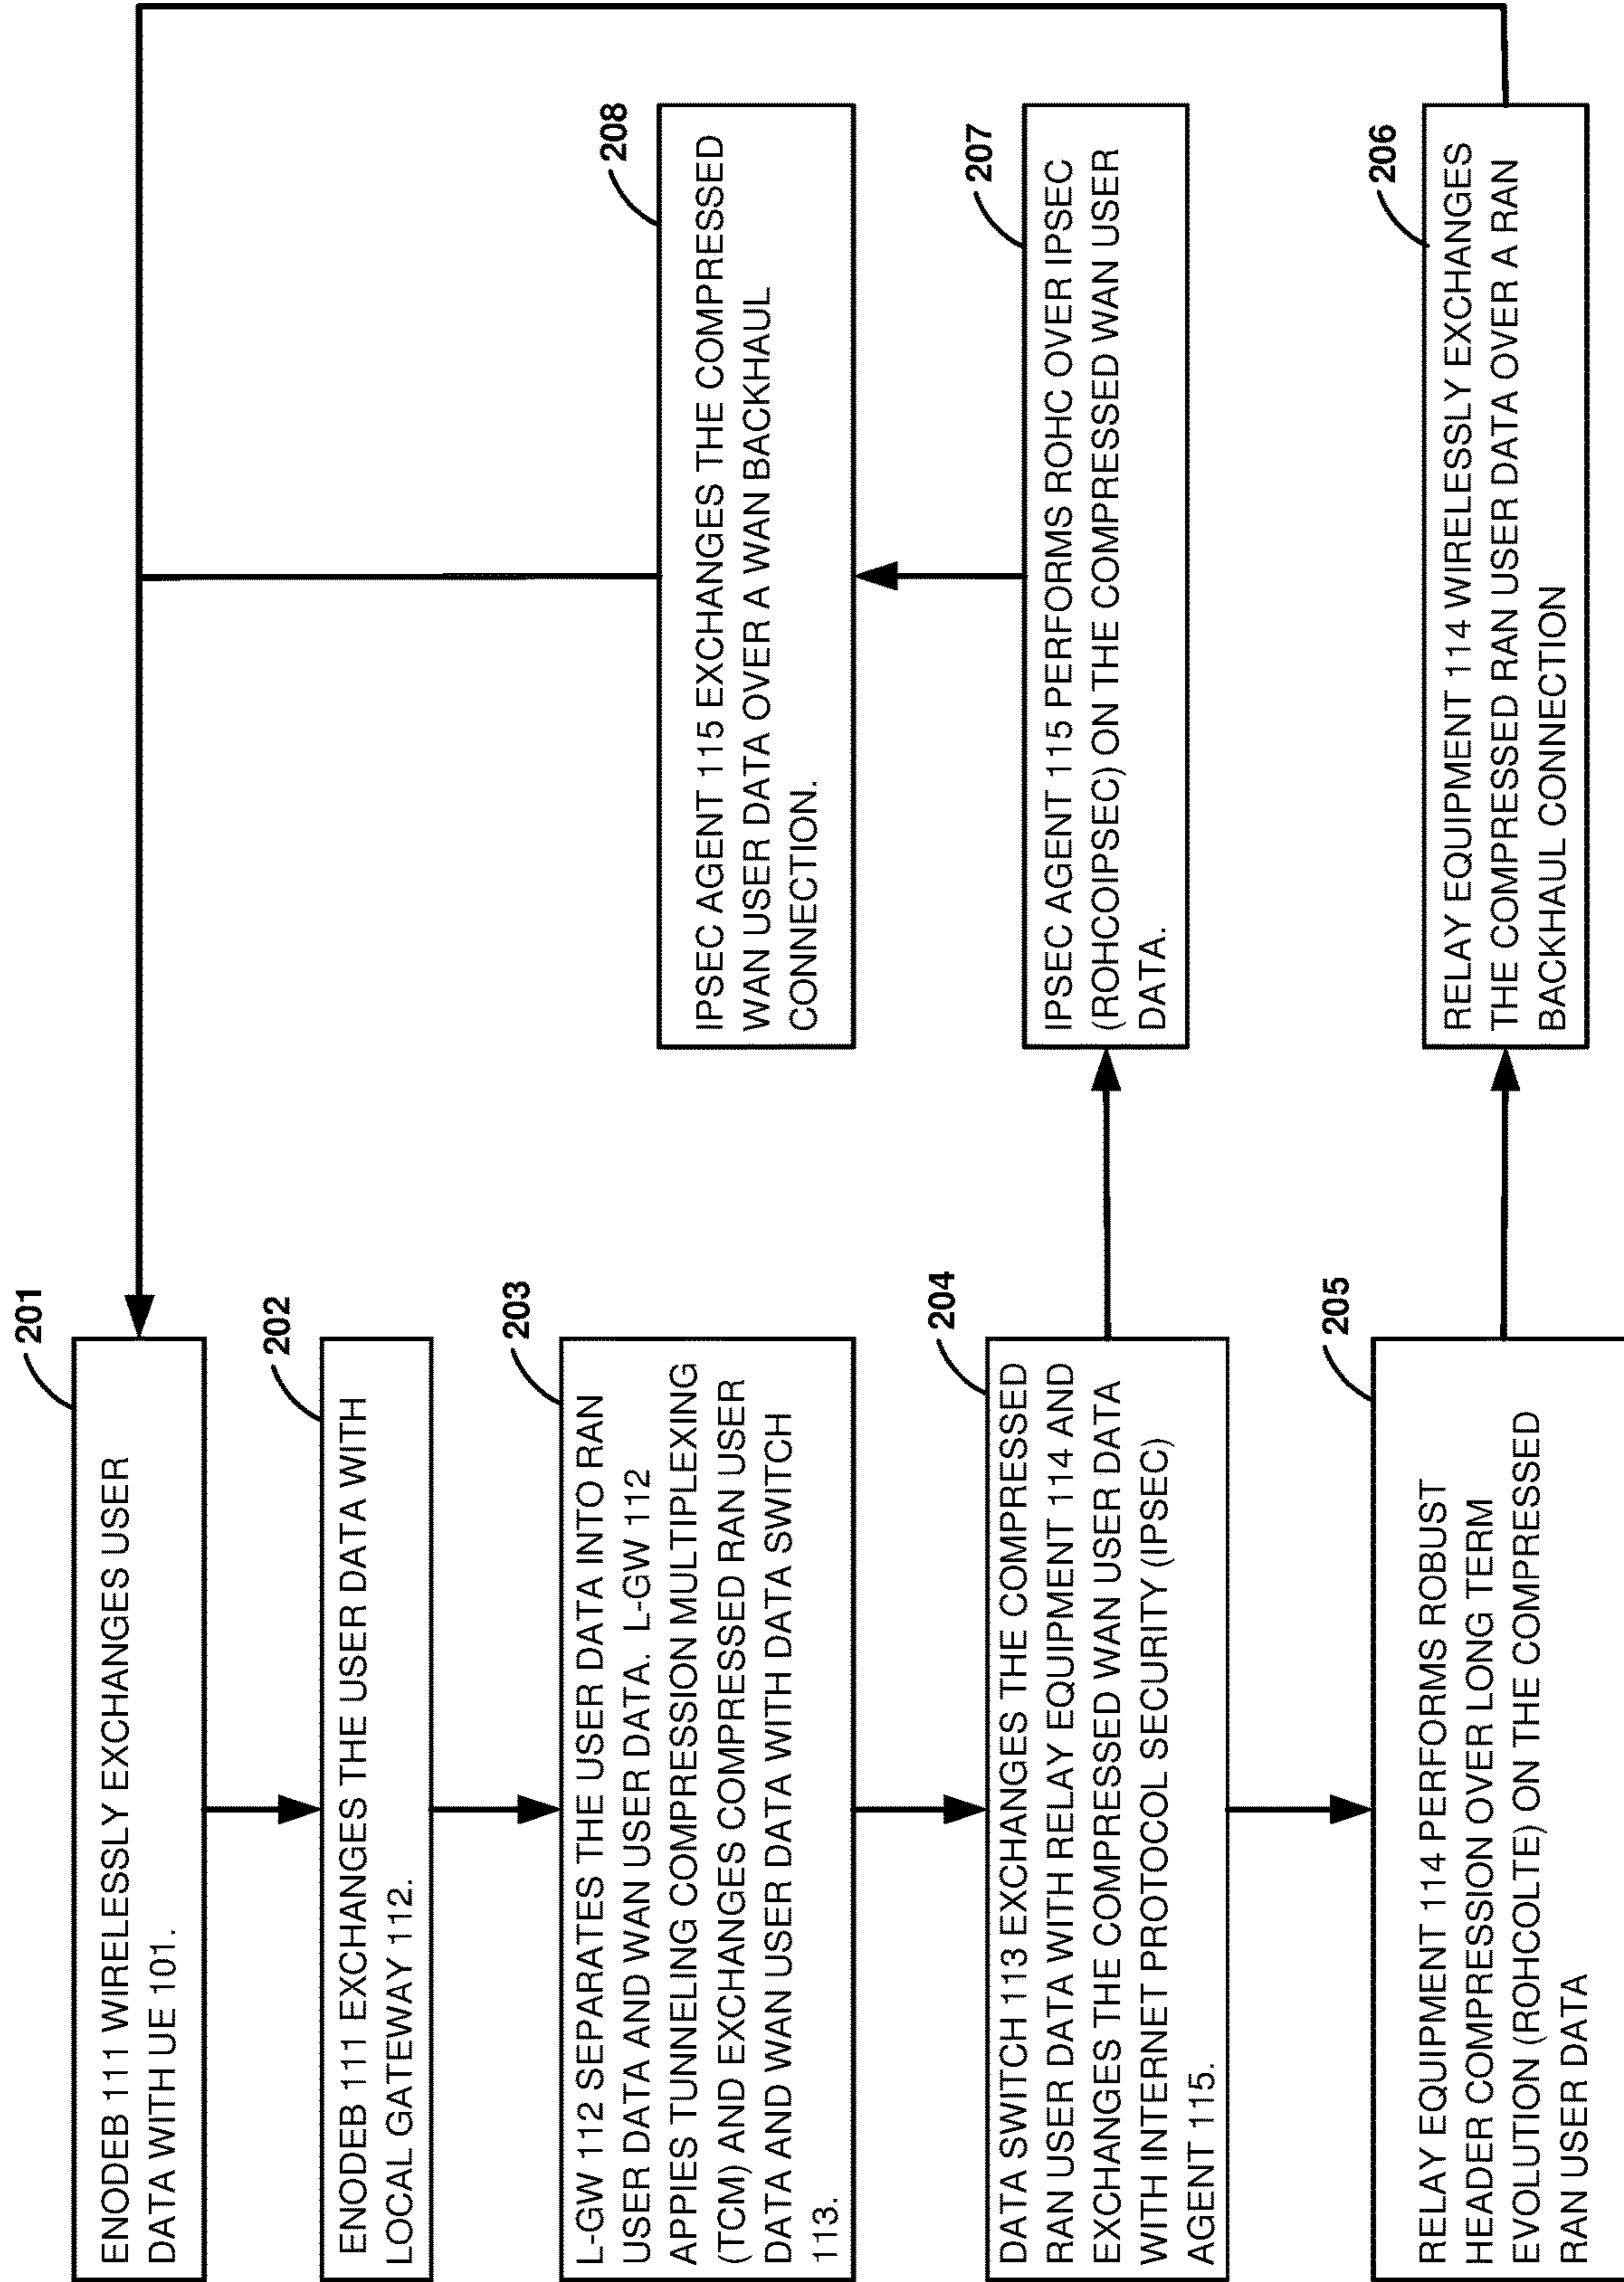 201
ENODEB 111 WIRELESSLY EXCHANGES USER
DATA WITH UE 101.
202
ENODEB 111 EXCHANGES THE USER DATA WITH
LOCAL GATEWAY 112.
203
L-GW 112 SEPARATES THE USER DATA INTO RAN
USER DATA AND WAN USER DATA. L-GW 112
APPIES TUNNELING COMPRESSION MULTIPLEXING
(TCM) AND EXCHANGES COMPRESSED RAN USER
DATA AND WAN USER DATA WITH DATA SWITCH
113.
204
DATA SWITCH 113 EXCHANGES THE COMPRESSED
RAN USER DATA WITH RELAY EQUIPMENT 114 AND
EXCHANGES THE COMPRESSED WAN USER DATA
WITH INTERNET PROTOCOL SECURITY (IPSEC)
AGENT 115.
205
RELAY EQUIPMENT 114 PERFORMS ROBUST
HEADER COMPRESSION OVER LONG TERM
EVOLUTION (ROHCOLTE) ON THE COMPRESSED
RAN USER DATA
206
RELAY EQUIPMENT 114 WIRELESSLY EXCHANGES
THE COMPRESSED RAN USER DATA OVER A RAN
BACKHAUL CONNECTION
207
IPSEC AGENT 115 PERFORMS ROHC OVER IPSEC
(ROHCOIPSEC) ON THE COMPRESSED WAN USER
DATA.
208
IPSEC AGENT 115 EXCHANGES THE COMPRESSED
WAN USER DATA OVER A WAN BACKHAUL
CONNECTION.